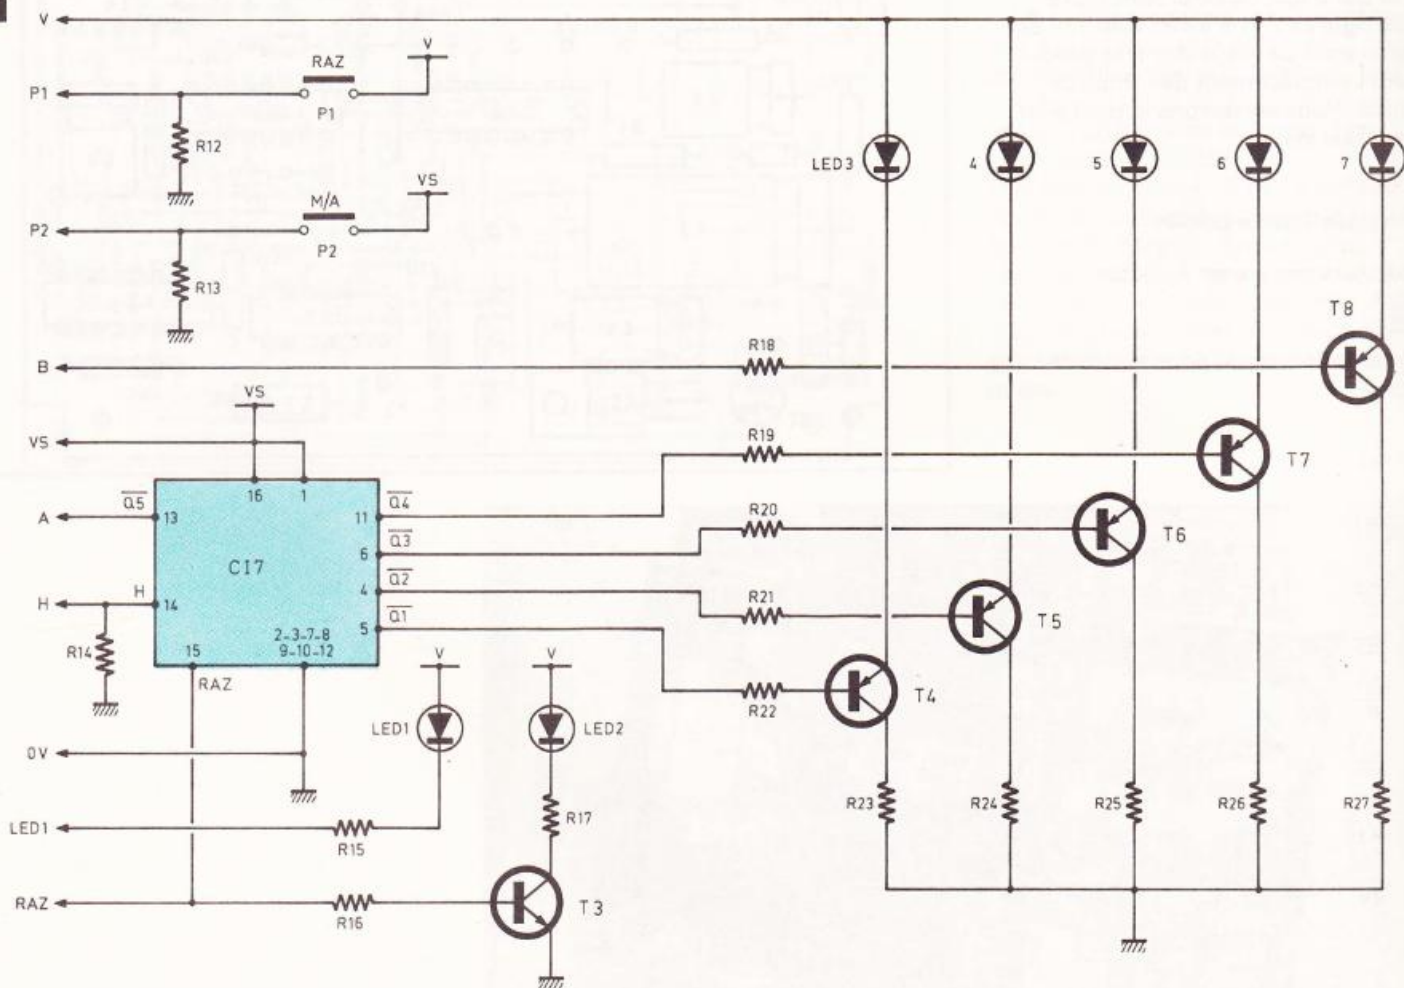 V
RAZ
V
P1
P1
R12
M/A
VS
P2
P2
R13
LED3
4
5
6
7
T8
B
R18
VS
VS
R19
T7
Q5
16
1
Q4
A
13
11
R20
T6
CI7
Q3
6
H
H
14
Q2
4
R21
T5
Q1
5
R14
15
2-3-7-8
9-10-12
RAZ
V
V
R22
T4
LED1
LED2
0V
R23
R24
R25
R26
R27
LED1
R15
R17
RAZ
R16
T3